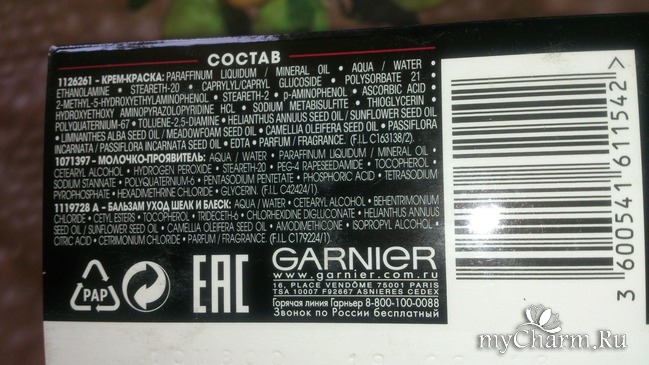 СОСТАВ
1126261 – КРЕМ-КРАСКА: PARAFFINUM LIQUIDUM / MINERAL OIL • AQUA / WATER
ETHANOLAMINE • STEARETH-20 • CAPRYLYL/CAPRYL GLUCOSIDE • POLYSORBATE 21
2-METHYL-5-HYDROXYETHYLAMINOPHENOL • STEARETH-2 • p-AMINOPHENOL • ASCORBIC ACID
HYDROXYETHOXY AMINOPYRAZOLOPYRIDINE HCL • SODIUM METABISULFITE • THIOGLYCERIN
POLYQUATERNIUM-67 • TOLUENE-2,5-DIAMINE • HELIANTHUS ANNUUS SEED OIL / SUNFLOWER SEED OIL
• LIMNANTHES ALBA SEED OIL / MEADOWFOAM SEED OIL • CAMELLIA OLEIFERA SEED OIL • PASSIFLORA
INCARNATA / PASSIFLORA INCARNATA SEED OIL • EDTA • PARFUM / FRAGRANCE. (F.I.L C163138/2).
1071397 – МОЛОЧКО-ПРОЯВИТЕЛЬ: AQUA / WATER • PARAFFINUM LIQUIDUM / MINERAL OIL
CETEARYL ALCOHOL • HYDROGEN PEROXIDE • STEARETH-20 • PEG-4 RAPESEEDAMIDE • TOCOPHEROL •
SODIUM STANNATE • POLYQUATERNIUM-6 • PENTASODIUM PENTETATE • PHOSPHORIC ACID • TETRASODIUM
PYROPHOSPHATE • HEXADIMETHRINE CHLORIDE • GLYCERIN. (F.I.L C42424/1).
1119728 A – БАЛЬЗАМ УХОД ШЕЛК И БЛЕСК: AQUA / WATER • CETEARYL ALCOHOL • BEHENTRIMONIUM
CHLORIDE • CETYL ESTERS • TOCOPHEROL • TRIDECETH-6 • CHLORHEXIDINE DIGLUCONATE • HELIANTHUS ANNUUS
SEED OIL / SUNFLOWER SEED OIL • CAMELLIA OLEIFERA SEED OIL • AMODIMETHICONE • ISOPROPYL ALCOHOL •
CITRIC ACID • CETRIMONIUM CHLORIDE • PARFUM / FRAGRANCE. (F.I.L C179224/1).
PAP
EAC
GARNIER
www.garnier.com.ru
16, PLACE VENDÔME 75001 PARIS
TSA 10007 F92667 ASNIERES CEDEX
Горячая линия Гарньер 8-800-100-0088
Звонок по России бесплатный
3 600541 611542 >
myCharm.Ru